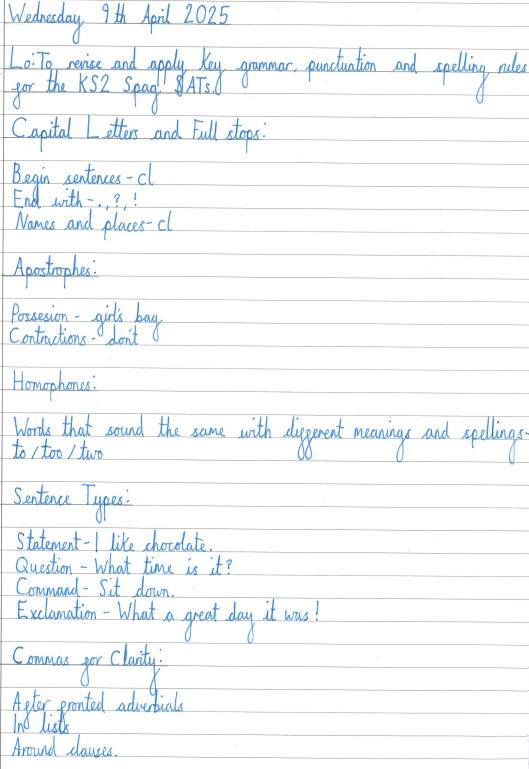 Wednesday, 9th April 2025
Lo: To revise and apply key grammar, punctuation and spelling rules
for the KS2 Spag SATs.
Capital Letters and Full stops:
Begin sentences - cl
End with - ., ?, !
Names and places - cl
Apostrophes:
Possesion - girl's bag
Contractions - don't
Homophones:
Words that sound the same with different meanings and spellings -
to / too / two
Sentence Types:
Statement - I like chocolate.
Question - What time is it?
Command - Sit down.
Exclamation - What a great day it was!
Commas for Clarity:
After fronted adverbials
In lists
Around clauses.